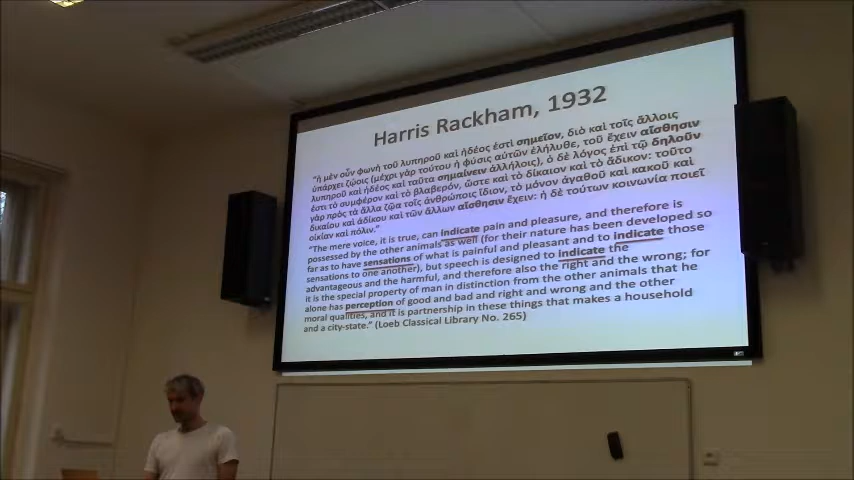 Harris Rackham, 1932
"ἡ μὲν οὖν φωνὴ τοῦ λυπηροῦ καὶ ἡδέος ἐστὶ σημεῖον, διὸ καὶ τοῖς ἄλλοις
ὑπάρχει ζῴοις (μέχρι γὰρ τούτου ἡ φύσις αὐτῶν ἐλήλυθε, τοῦ ἔχειν αἴσθησιν
λυπηροῦ καὶ ἡδέος καὶ ταῦτα σημαίνειν ἀλλήλοις), ὁ δὲ λόγος ἐπὶ τῷ δηλοῦν
ἐστι τὸ συμφέρον καὶ τὸ βλαβερόν, ὥστε καὶ τὸ δίκαιον καὶ τὸ ἄδικον: τοῦτο
γὰρ πρὸς τὰ ἄλλα ζῷα τοῖς ἀνθρώποις ἴδιον, τὸ μόνον ἀγαθοῦ καὶ κακοῦ καὶ
δικαίου καὶ ἀδίκου καὶ τῶν ἄλλων αἴσθησιν ἔχειν: ἡ δὲ τούτων κοινωνία ποιεῖ
οἰκίαν καὶ πόλιν."
"The mere voice, it is true, can indicate pain and pleasure, and therefore is
possessed by the other animals as well (for their nature has been developed so
far as to have sensations of what is painful and pleasant and to indicate those
sensations to one another), but speech is designed to indicate the
advantageous and the harmful, and therefore also the right and the wrong; for
it is the special property of man in distinction from the other animals that he
alone has perception of good and bad and right and wrong and the other
moral qualities, and it is partnership in these things that makes a household
and a city-state." (Loeb Classical Library No. 265)